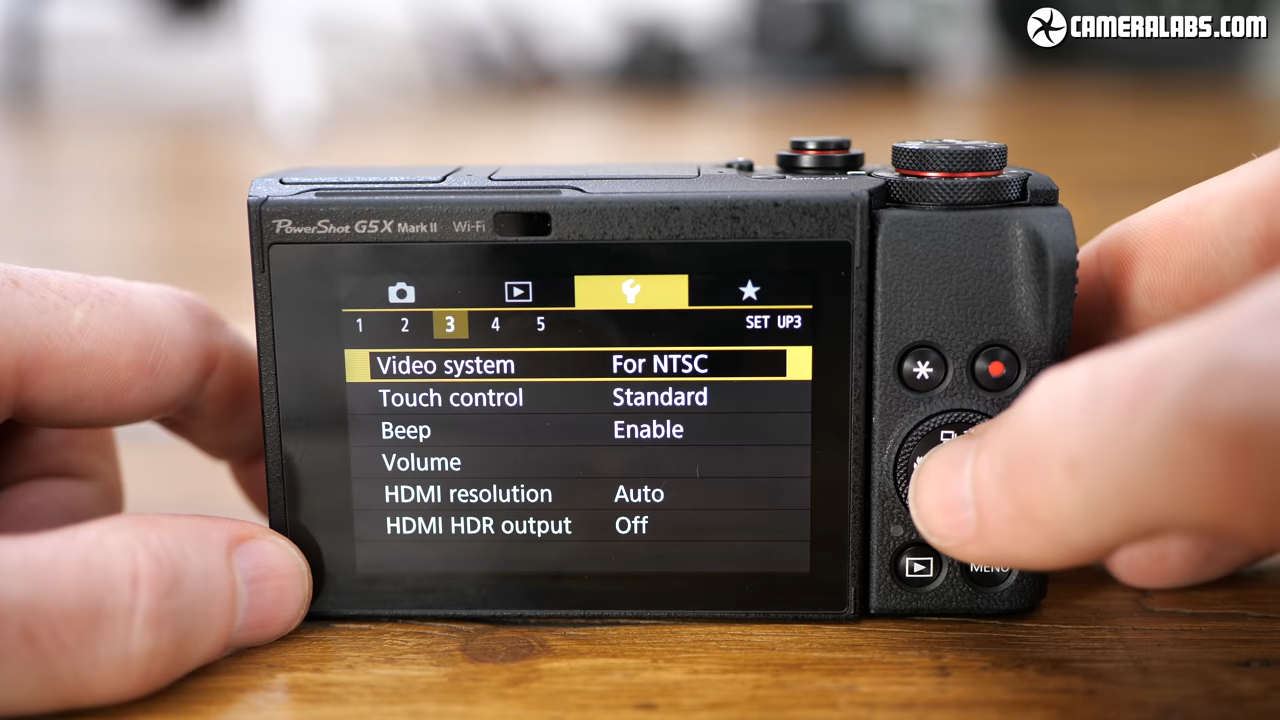 CAMERALABS.COM
PowerShot G5X Mark II Wi-Fi
1 2 3 4 5 SET UP3
Video system For NTSC
Touch control Standard
Beep Enable
Volume
HDMI resolution Auto
HDMI HDR output Off
MENU